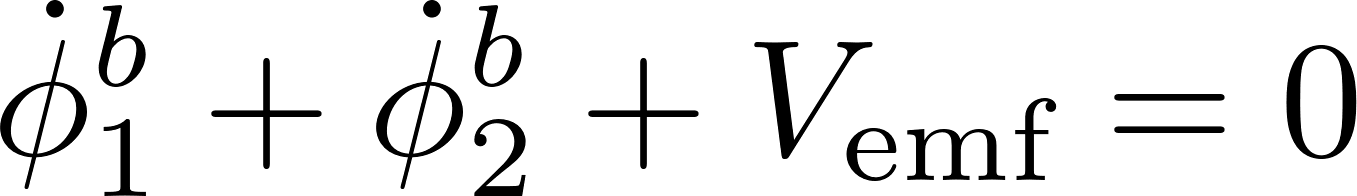 $\dot{\phi}_1^b + \dot{\phi}_2^b + V_{\text{emf}} = 0$